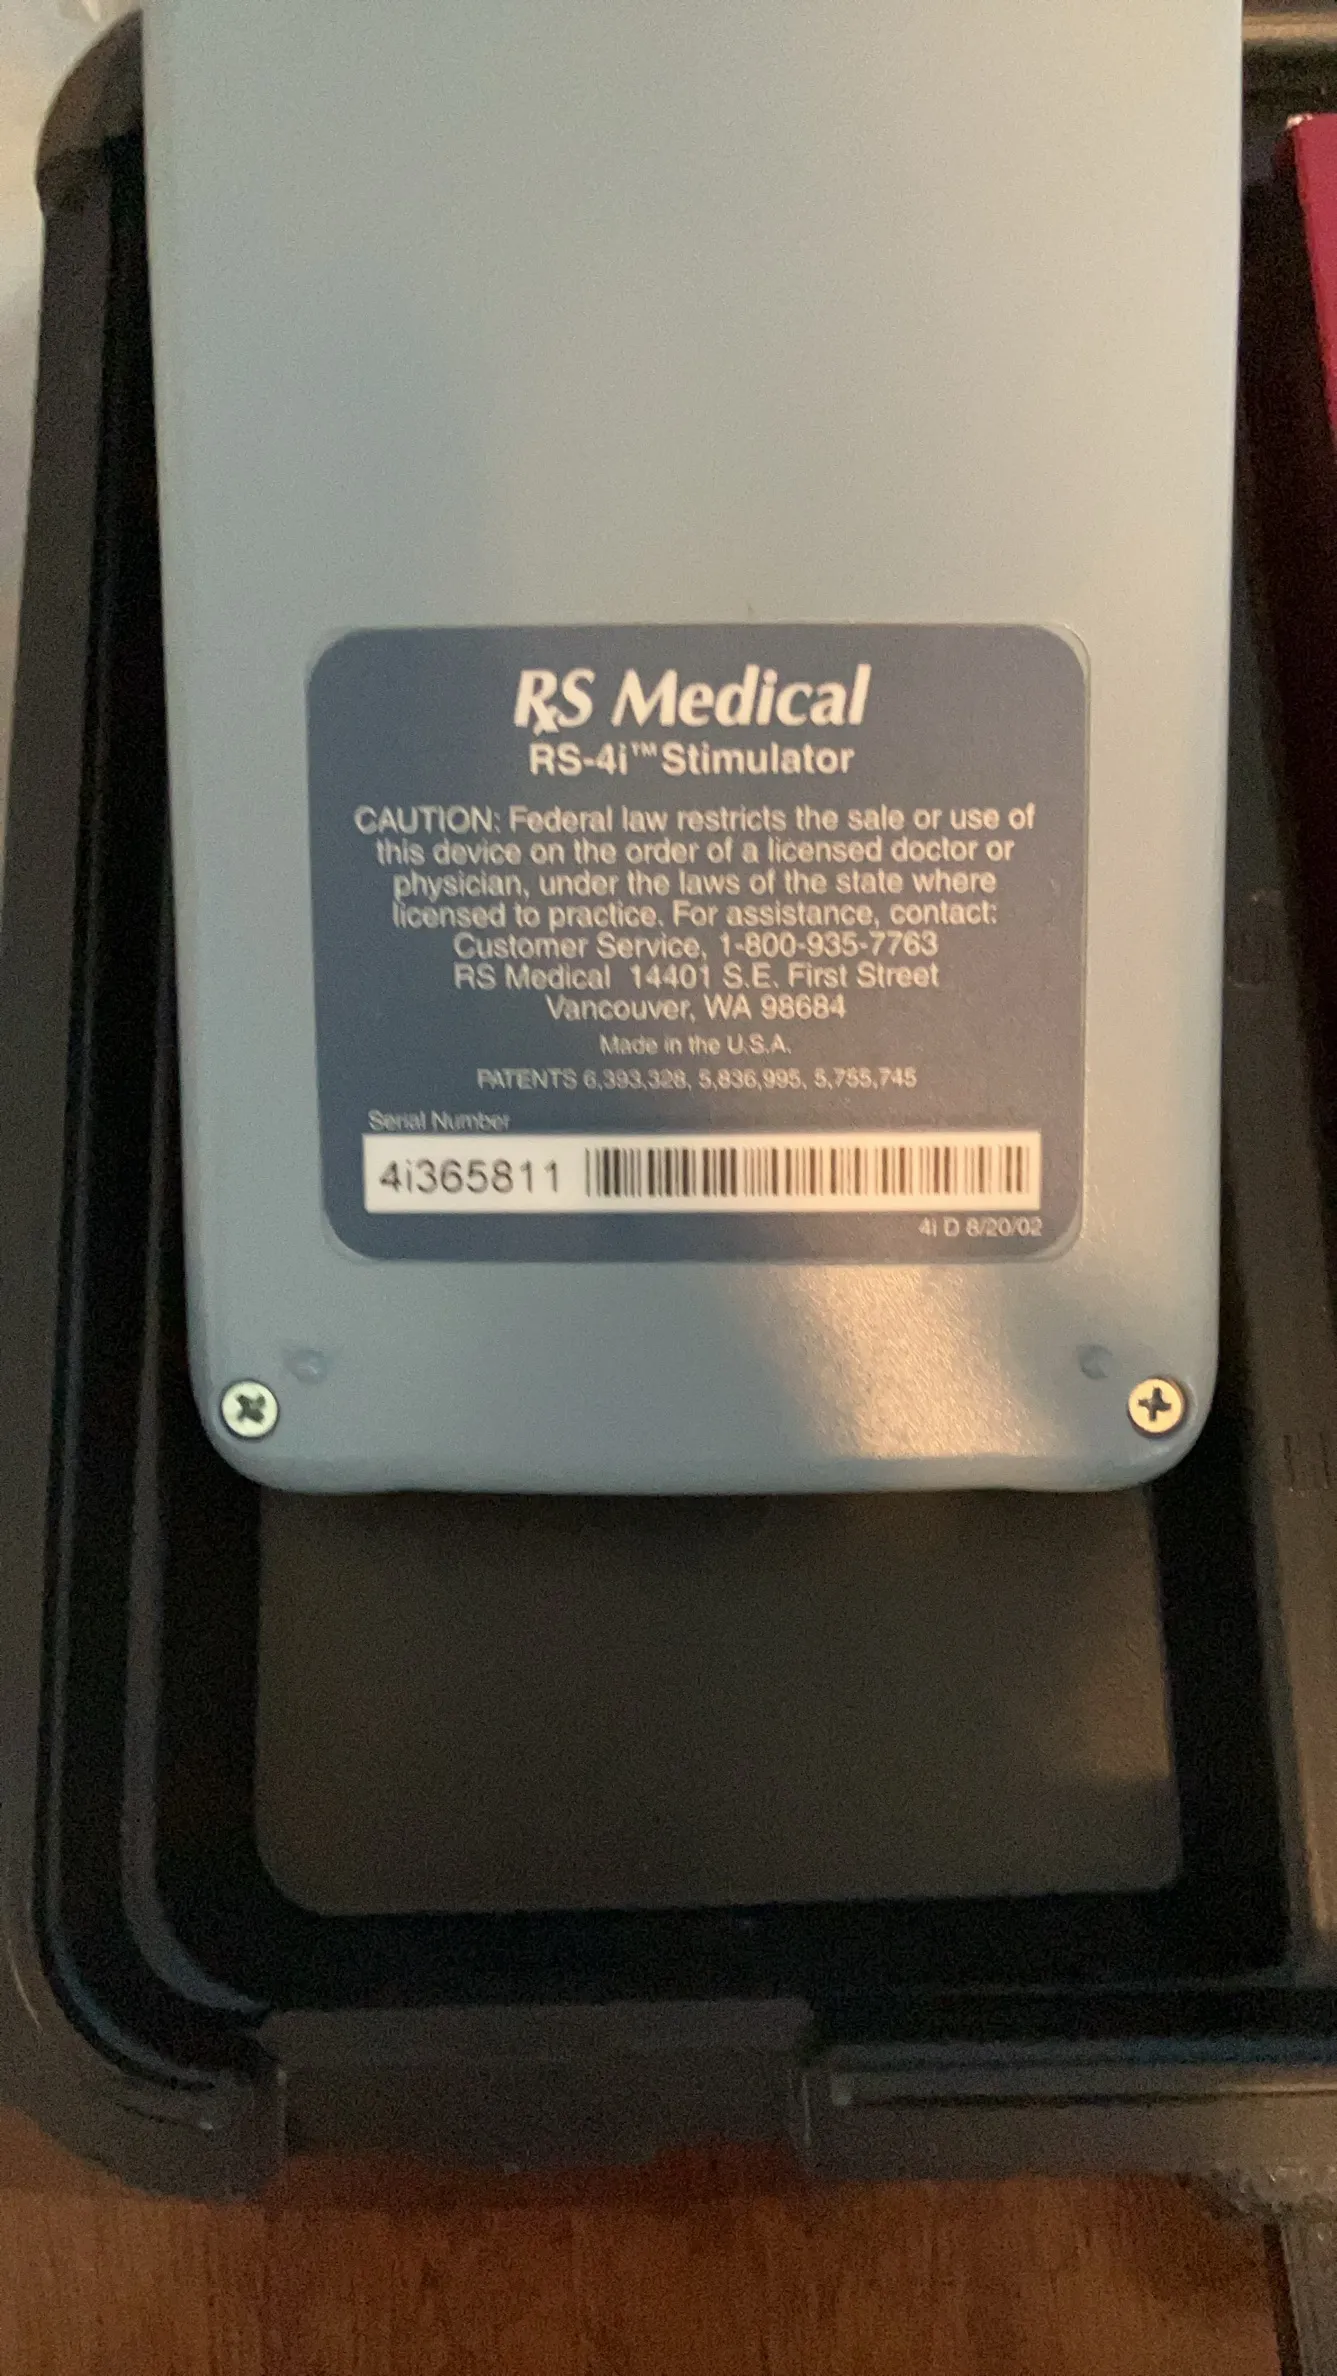 RS Medical
RS-4i™ Stimulator
CAUTION: Federal law restricts the sale or use of
this device on the order of a licensed doctor or
physician, under the laws of the state where
licensed to practice. For assistance, contact:
Customer Service, 1-800-935-7763
RS Medical 14401 S.E. First Street
Vancouver, WA 98684
Made in the U.S.A.
PATENTS 6,393,328, 5,836,995, 5,755,745
Serial Number
4i365811
4i D 8/20/02